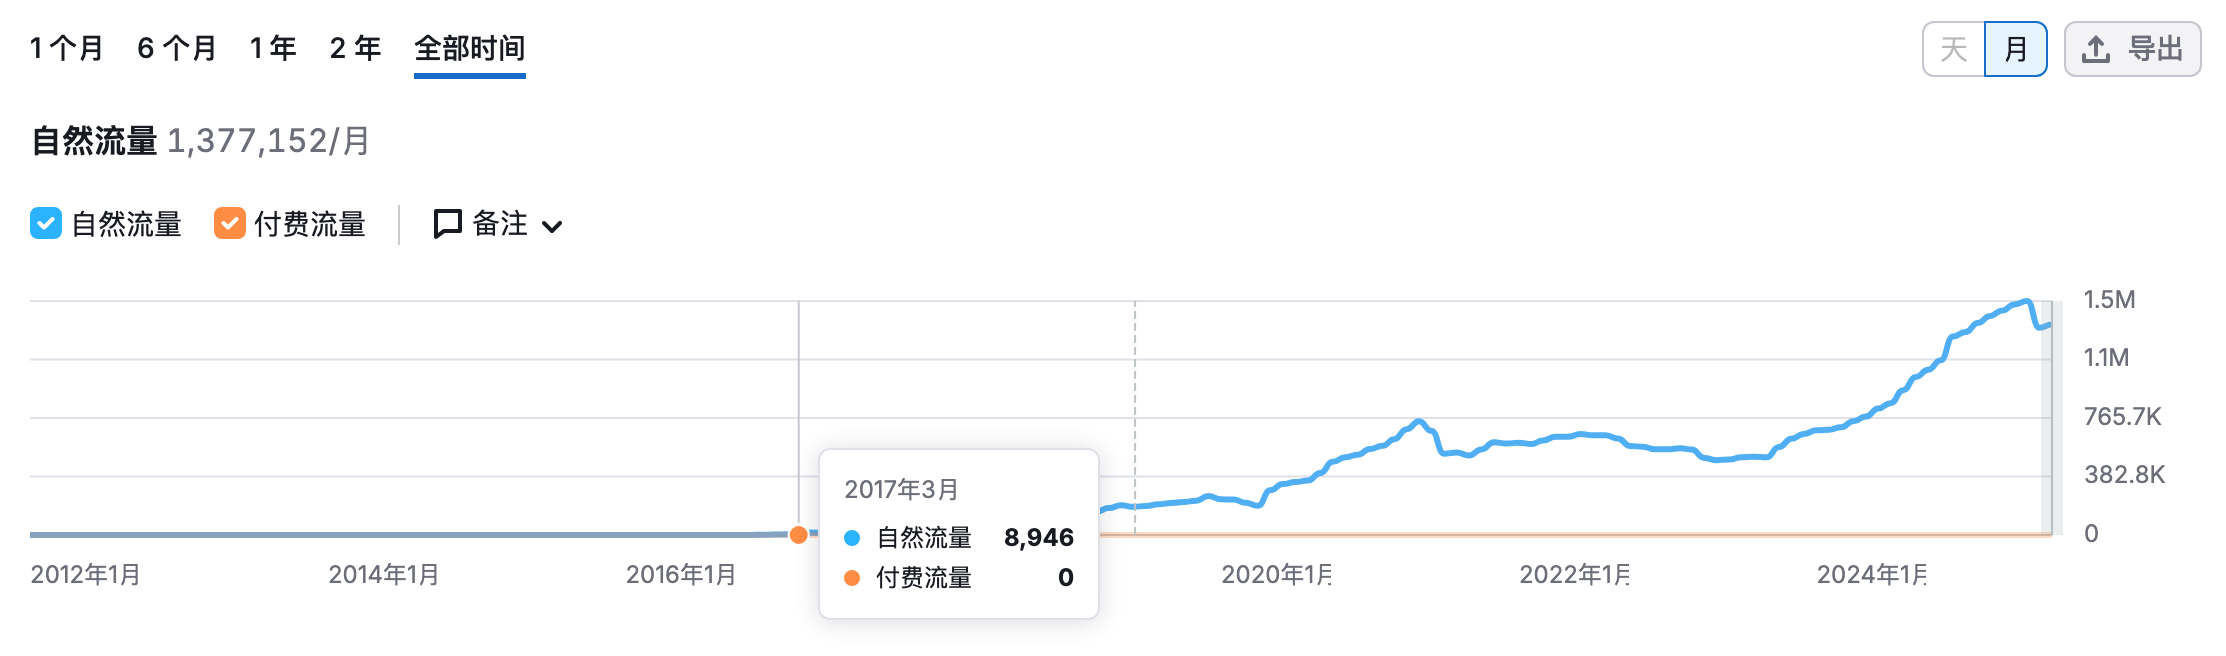 1 个月 6 个月 1 年 2 年 全部时间 天 月 导出
自然流量 1,377,152/月
自然流量 付费流量 备注
1.5M
1.1M
765.7K
382.8K
0
2017年3月
自然流量 8,946
付费流量 0
2012年1月 2014年1月 2016年1月 2020年1月 2022年1月 2024年1月